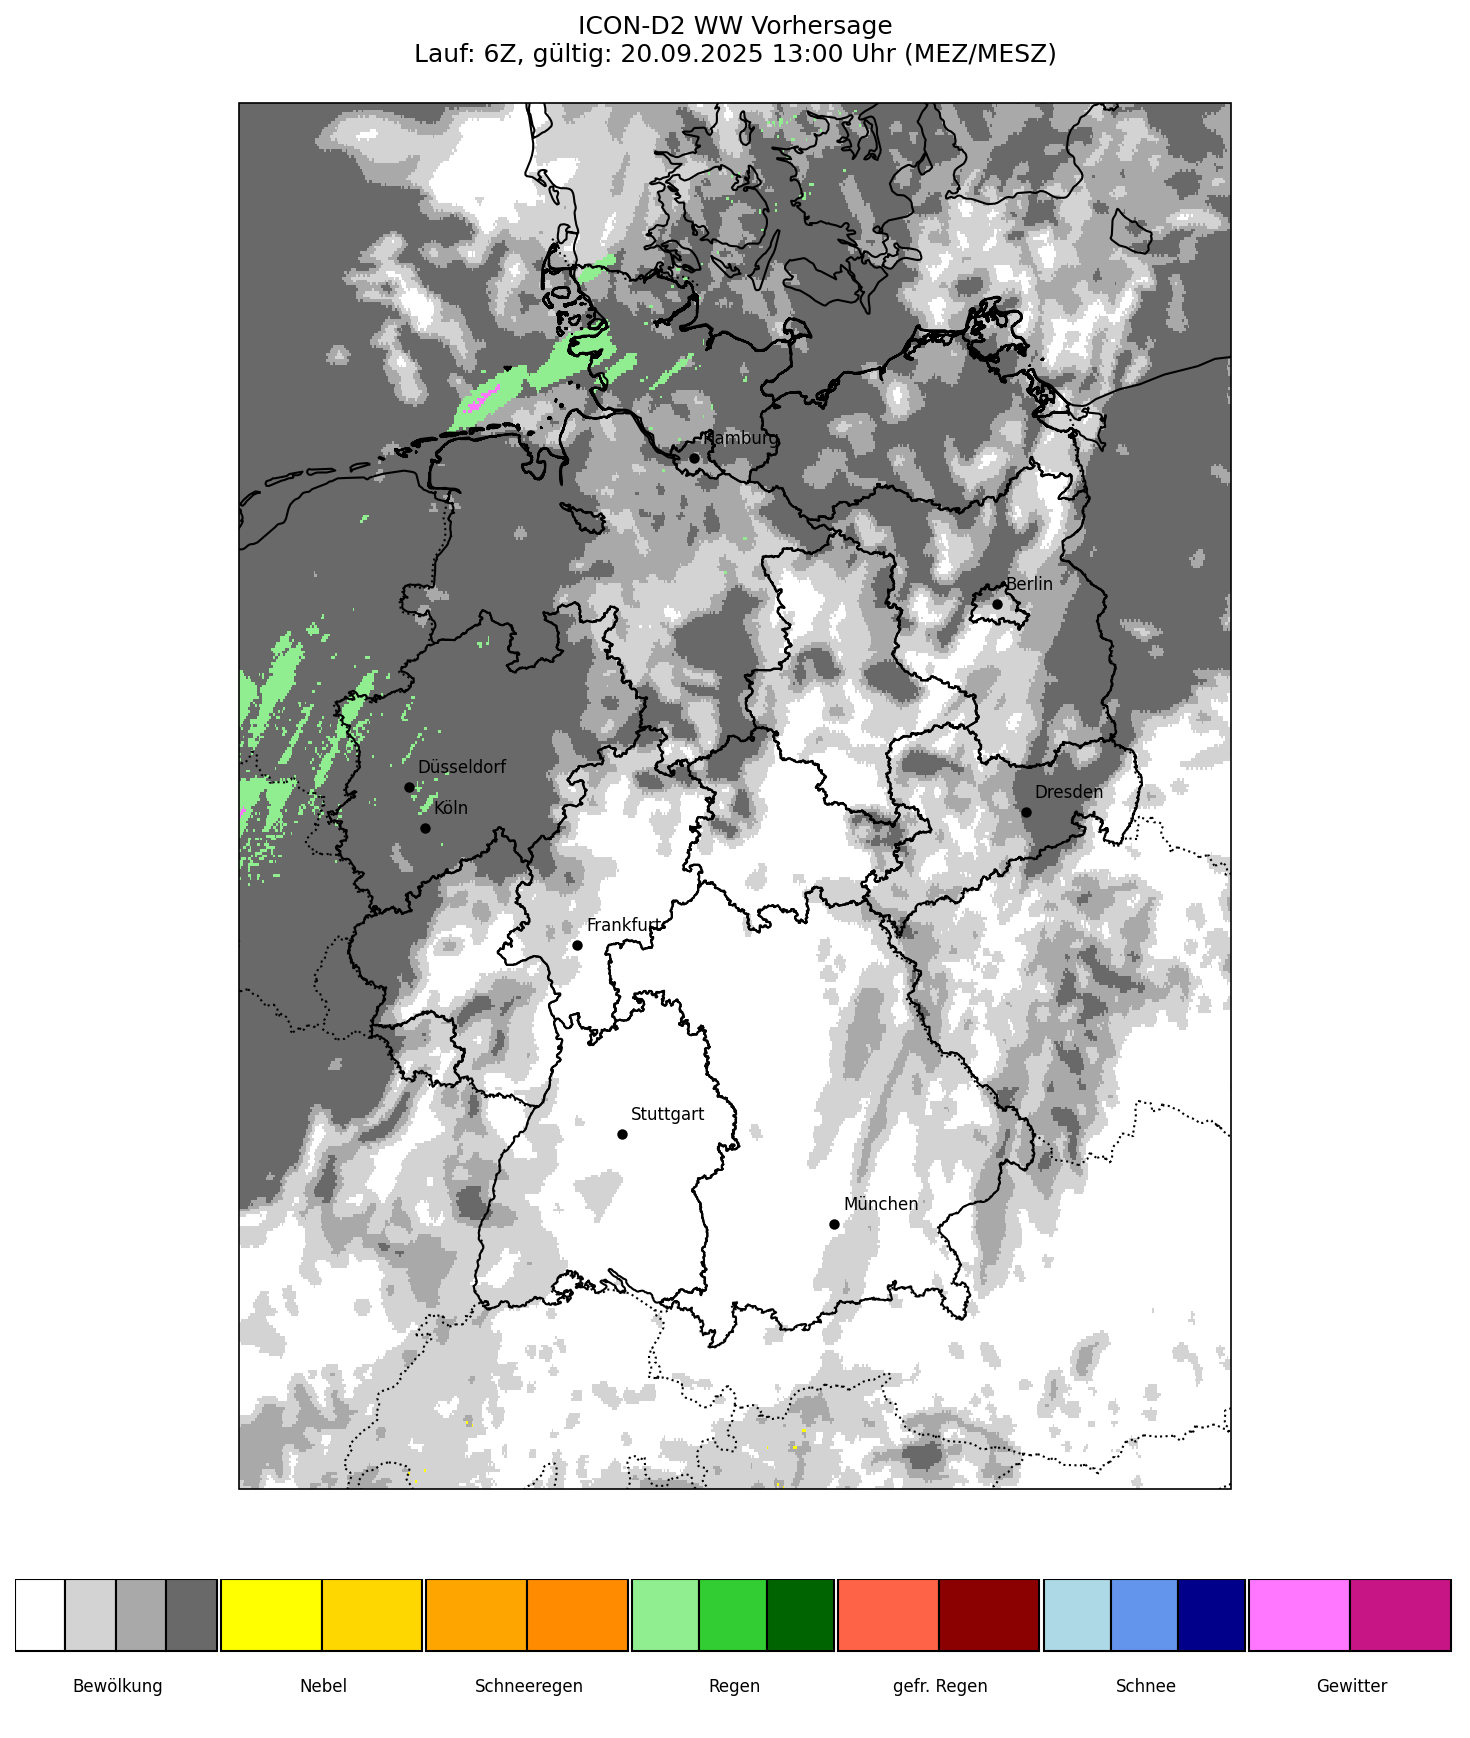 ICON-D2 WW Vorhersage
Lauf: 6Z, gültig: 20.09.2025 13:00 Uhr (MEZ/MESZ)
Hamburg
Berlin
Düsseldorf
Köln
Dresden
Frankfurt
Stuttgart
München
Bewölkung
Nebel
Schneeregen
Regen
gefr. Regen
Schnee
Gewitter